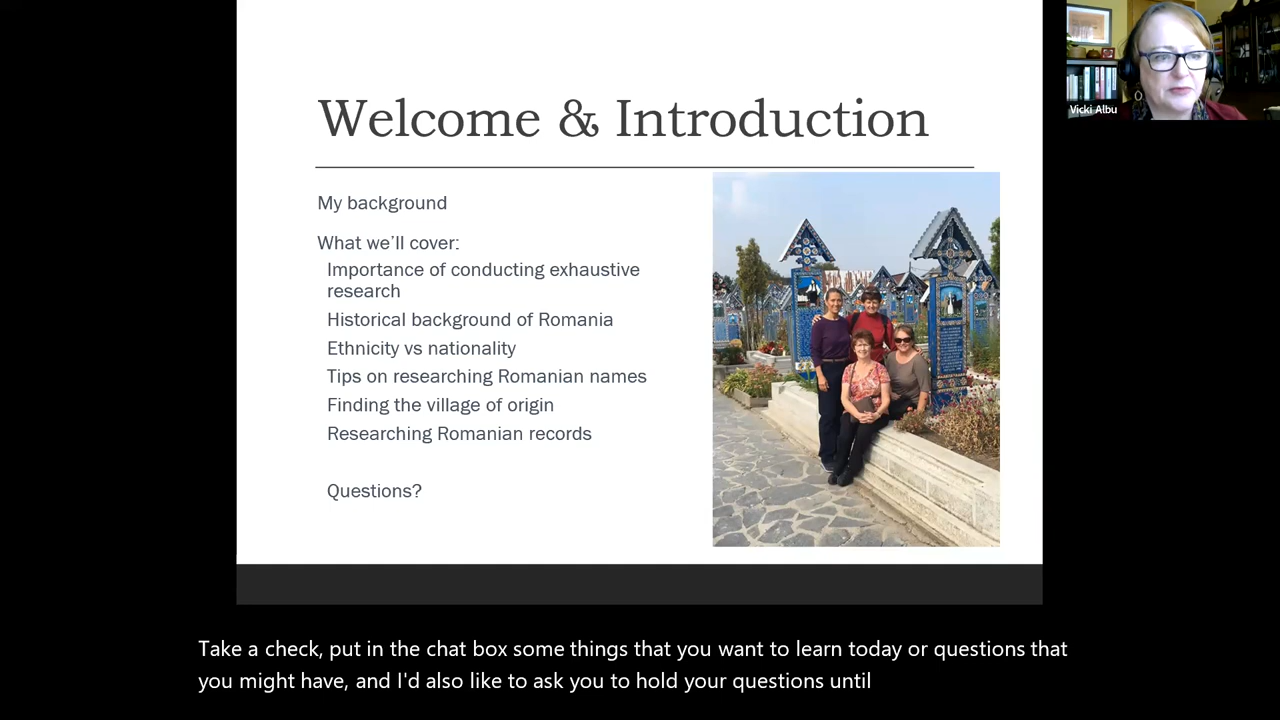 Welcome & Introduction
My background
What we'll cover:
Importance of conducting exhaustive
research
Historical background of Romania
Ethnicity vs nationality
Tips on researching Romanian names
Finding the village of origin
Researching Romanian records
Questions?
Vicki Albu
Take a check, put in the chat box some things that you want to learn today or questions that
you might have, and I'd also like to ask you to hold your questions until